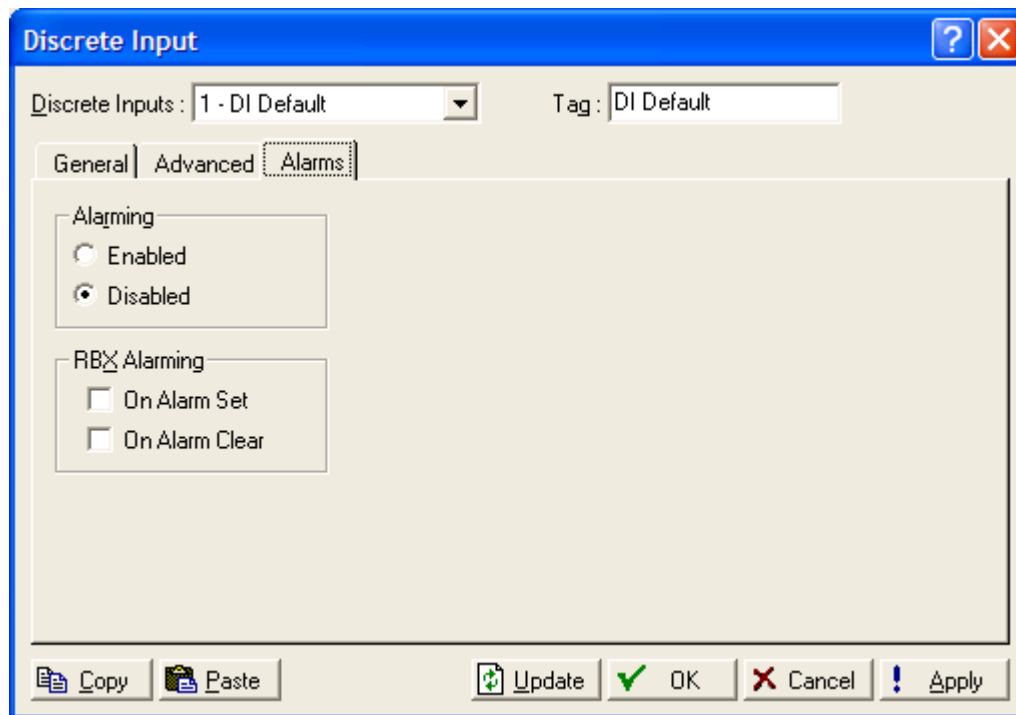 Discrete Input
Discrete Inputs : 1 - DI Default Tag : DI Default
General Advanced Alarms
Alarming
Enabled
Disabled
RBX Alarming
On Alarm Set
On Alarm Clear
Copy Paste Update OK Cancel Apply